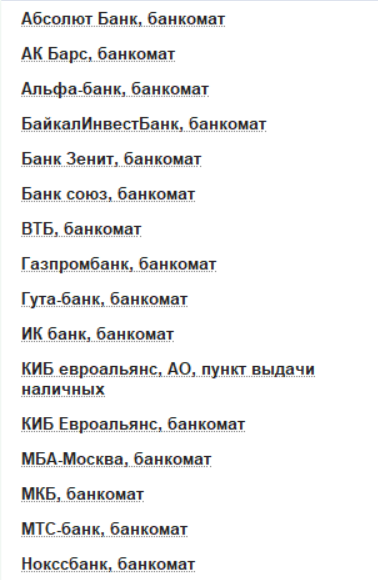 Абсолют Банк, банкомат
АК Барс, банкомат
Альфа-банк, банкомат
БайкалИнвестБанк, банкомат
Банк Зенит, банкомат
Банк союз, банкомат
ВТБ, банкомат
Газпромбанк, банкомат
Гута-банк, банкомат
ИК банк, банкомат
КИБ евроальянс, АО, пункт выдачи
наличных
КИБ Евроальянс, банкомат
МБА-Москва, банкомат
МКБ, банкомат
МТС-банк, банкомат
Нокссбанк, банкомат